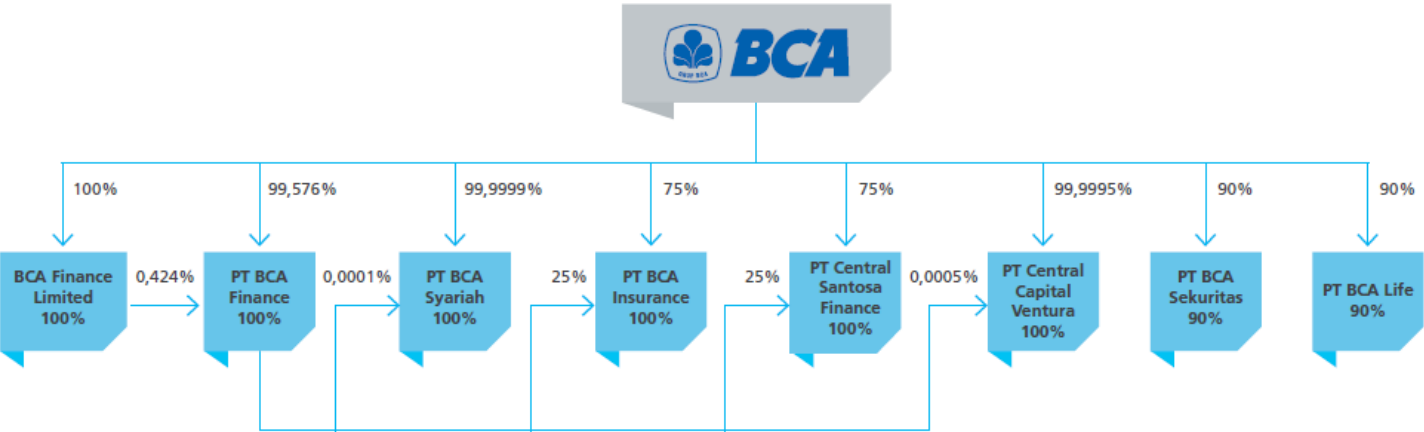 BCA
100%
99,576%
99,9999%
75%
75%
99,9995%
90%
90%
BCA Finance
Limited
100%
0,424%
PT BCA
Finance
100%
0,0001%
PT BCA
Syariah
100%
25%
PT BCA
Insurance
100%
25%
PT Central
Santosa
Finance
100%
0,0005%
PT Central
Capital
Ventura
100%
PT BCA
Sekuritas
90%
PT BCA Life
90%